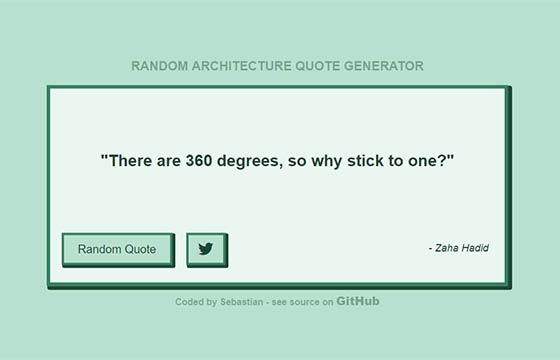 RANDOM ARCHITECTURE QUOTE GENERATOR
"There are 360 degrees, so why stick to one?"
Random Quote
- Zaha Hadid
Coded by Sebastian - see source on GitHub